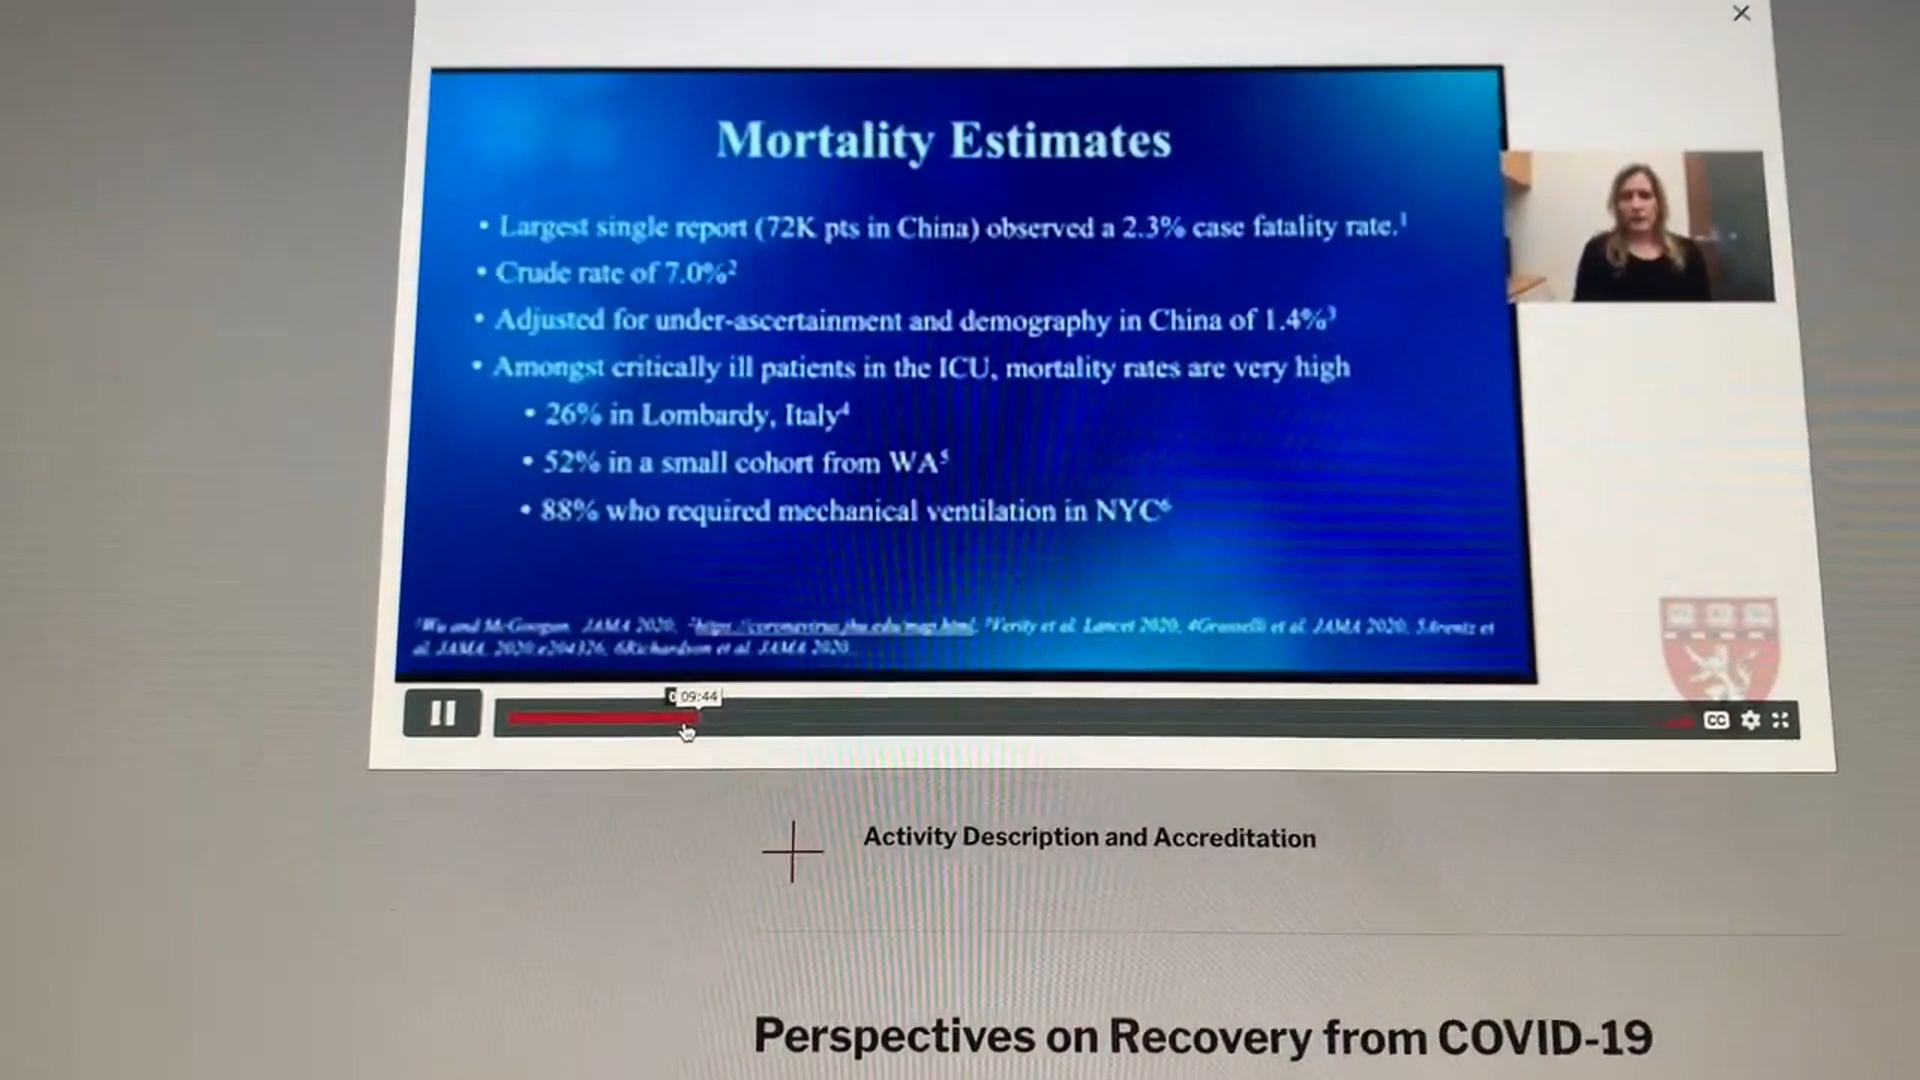 Mortality Estimates
• Largest single report (72K pts in China) observed a 2.3% case fatality rate.¹
• Crude rate of 7.0%²
• Adjusted for under-ascertainment and demography in China of 1.4%³
• Amongst critically ill patients in the ICU, mortality rates are very high
• 26% in Lombardy, Italy⁴
• 52% in a small cohort from WA⁵
• 88% who required mechanical ventilation in NYC⁶
¹Wu and McGoogan, JAMA 2020; ²https://coronavirus.jhu.edu/map.html; ³Verity et al. Lancet 2020, 4Grasselli et al. JAMA 2020, 5Arentz et
al. JAMA. 2020;e204326, 6Richardson et al. JAMA 2020.
09:44
CC
Activity Description and Accreditation
Perspectives on Recovery from COVID-19